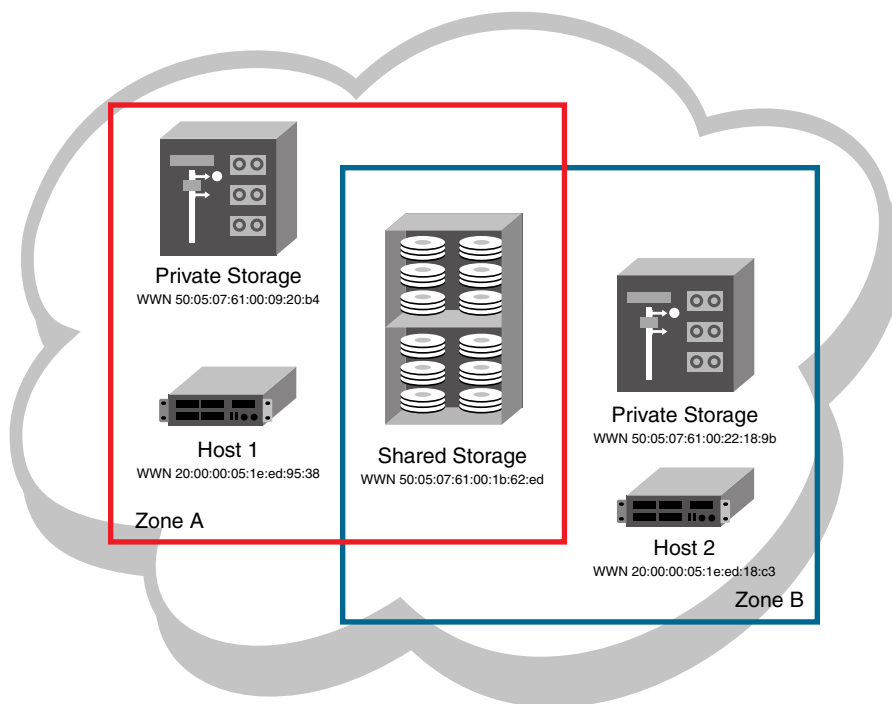 Private Storage
WWN 50:05:07:61:00:09:20:b4
Host 1
WWN 20:00:00:05:1e:ed:95:38
Zone A
Shared Storage
WWN 50:05:07:61:00:1b:62:ed
Private Storage
WWN 50:05:07:61:00:22:18:9b
Host 2
WWN 20:00:00:05:1e:ed:18:c3
Zone B